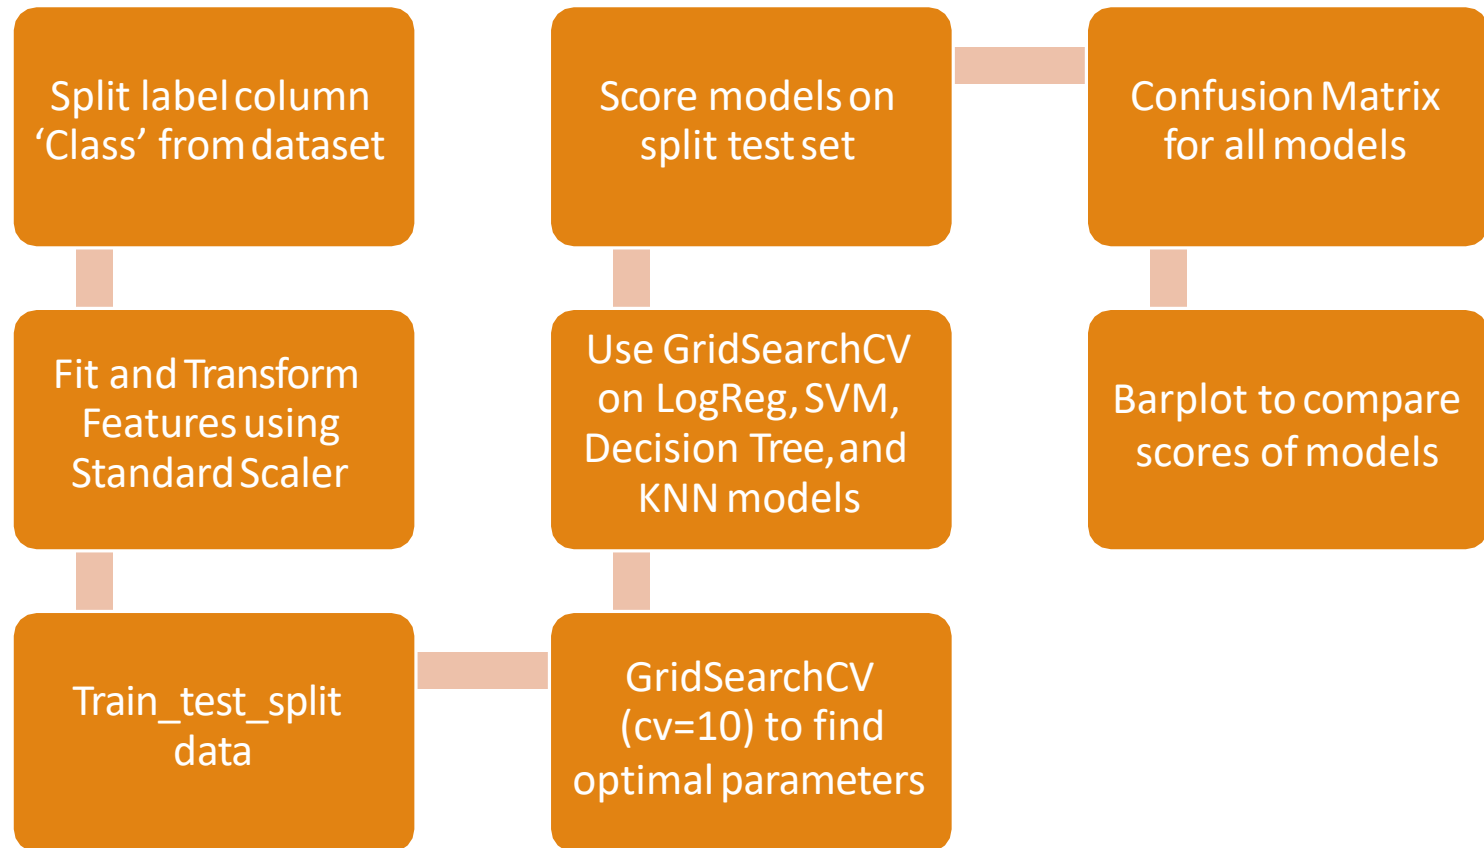 Split label column
‘Class’ from dataset
Fit and Transform
Features using
Standard Scaler
Train_test_split
data
GridSearchCV
(cv=10) to find
optimal parameters
Use GridSearchCV
on LogReg, SVM,
Decision Tree, and
KNN models
Score models on
split test set
Confusion Matrix
for all models
Barplot to compare
scores of models